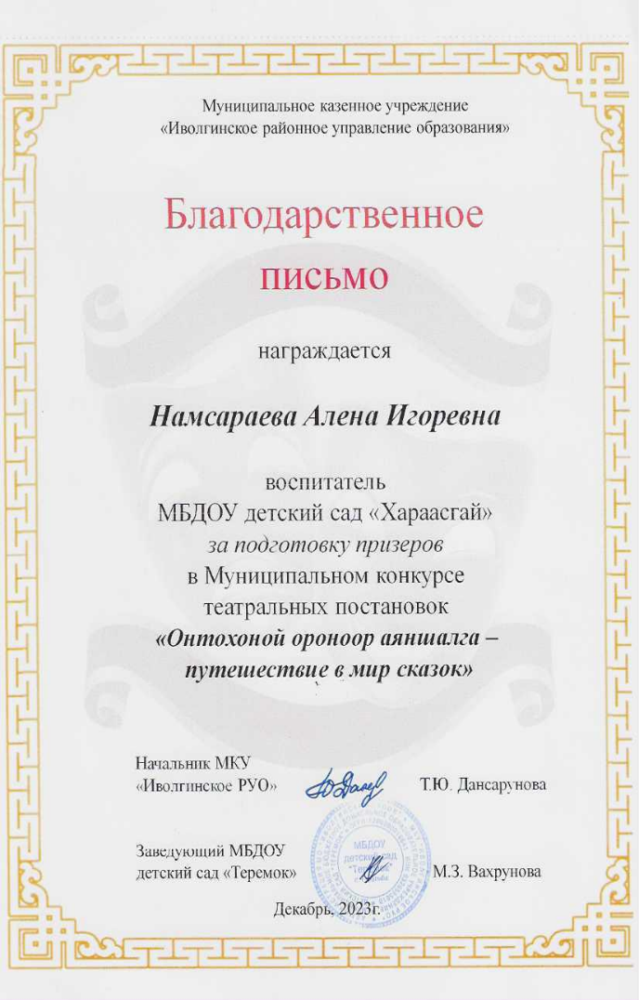 Муниципальное казенное учреждение
«Иволгинское районное управление образования»
Благодарственное
письмо
награждается
Намсараева Алена Игоревна
воспитатель
МБДОУ детский сад «Хараасгай»
за подготовку призеров
в Муниципальном конкурсе
театральных постановок
«Онтохоной ороноор аяншалга –
путешествие в мир сказок»
Начальник МКУ
«Иволгинское РУО» Т.Ю. Дансарунова
МБДОУ
детский сад
"Теремок"
Заведующий МБДОУ
детский сад «Теремок» М.З. Вахрунова
Декабрь, 2023г.